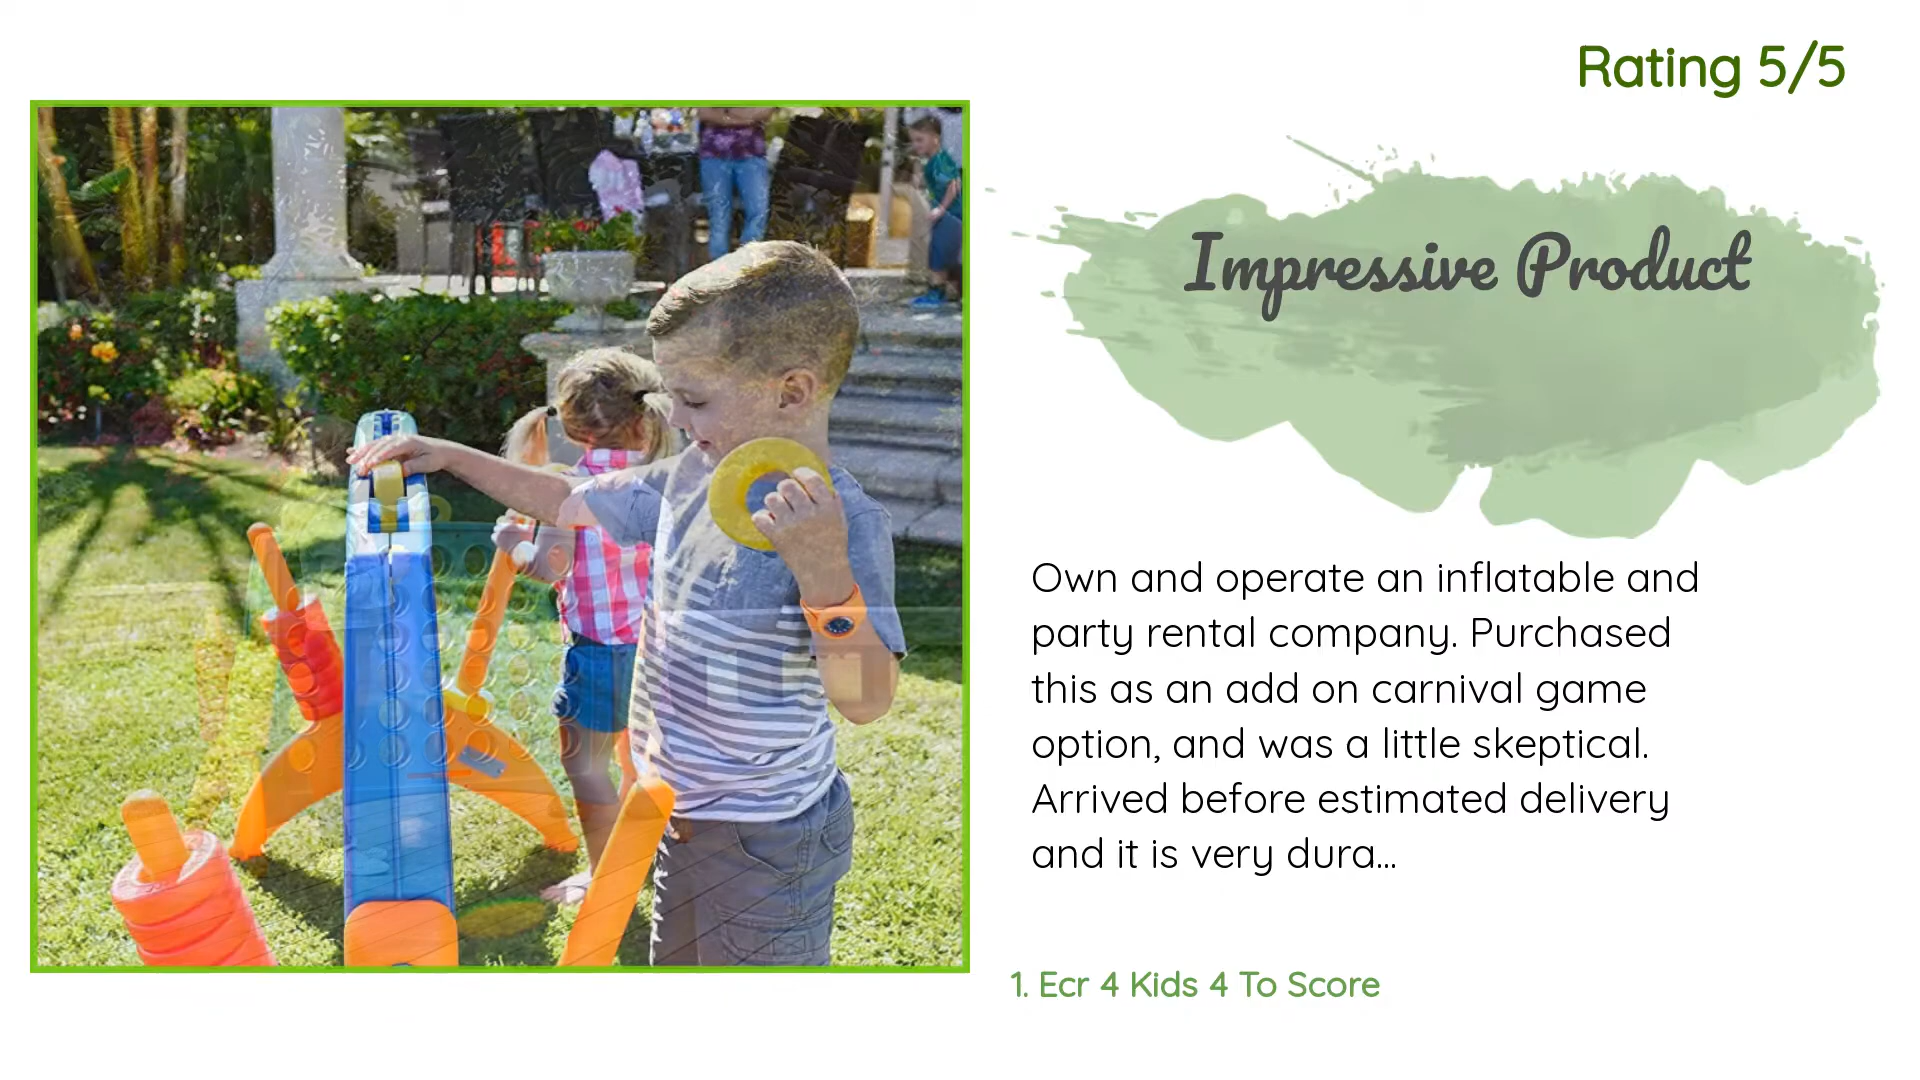 Rating 5/5
Impressive Product
Own and operate an inflatable and
party rental company. Purchased
this as an add on carnival game
option, and was a little skeptical.
Arrived before estimated delivery
and it is very dura...
1. Ecr 4 Kids 4 To Score